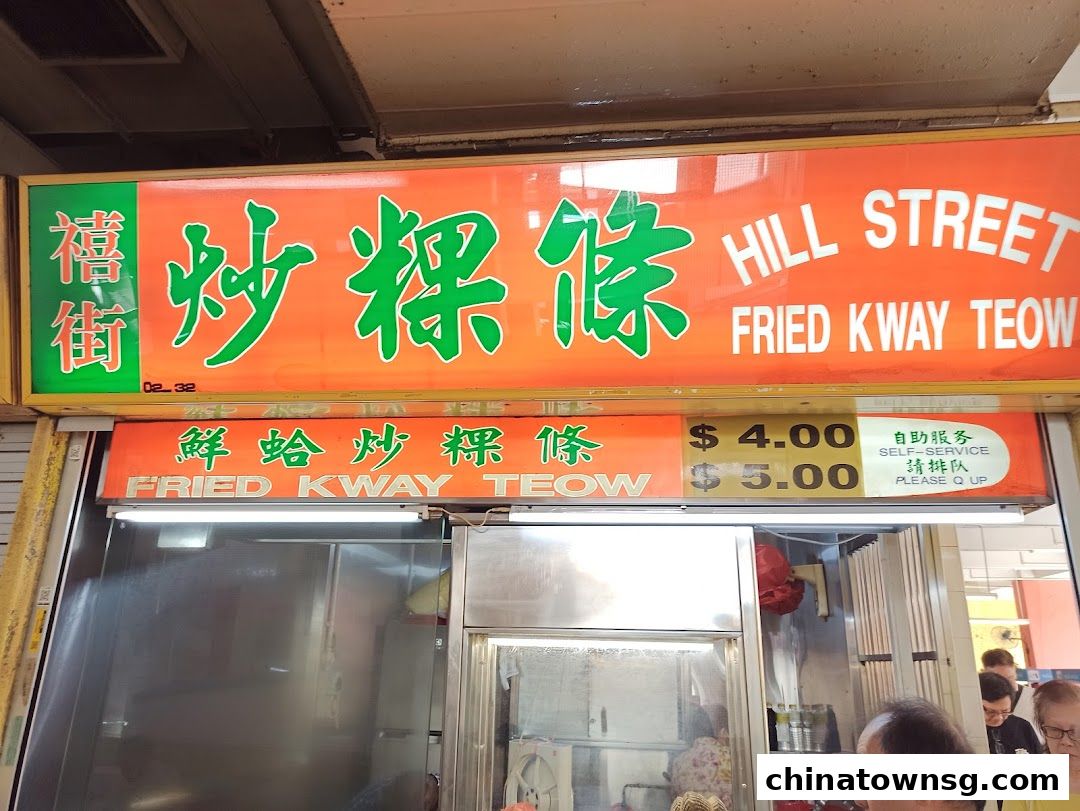 禧街
炒粿條
HILL STREET
FRIED KWAY TEOW
02-32
鮮蛤炒粿條
FRIED KWAY TEOW
$ 4.00
$ 5.00
自助服务
SELF-SERVICE
請排队
PLEASE Q UP
chinatownsg.com